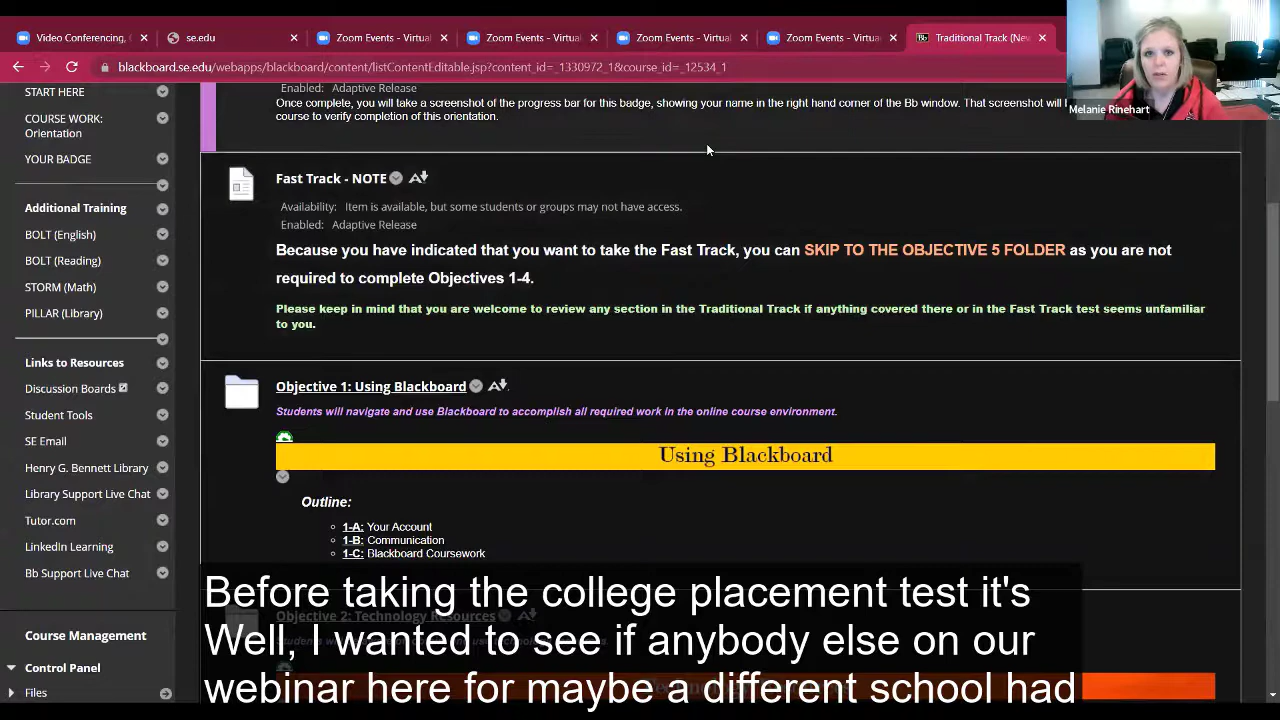 Video Conferencing, (
se.edu
Zoom Events - Virtual
Zoom Events - Virtual
Zoom Events - Virtual
Zoom Events - Virtual
Bb Traditional Track (Nev
blackboard.se.edu/webapps/blackboard/content/listContentEditable.jsp?content_id=_1330972_1&course_id=_12534_1
Melanie Rinehart
START HERE
COURSE WORK:
Orientation
YOUR BADGE
Additional Training
BOLT (English)
BOLT (Reading)
STORM (Math)
PILLAR (Library)
Links to Resources
Discussion Boards
Student Tools
SE Email
Henry G. Bennett Library
Library Support Live Chat
Tutor.com
LinkedIn Learning
Bb Support Live Chat
Course Management
Control Panel
Files
Enabled: Adaptive Release
Once complete, you will take a screenshot of the progress bar for this badge, showing your name in the right hand corner of the Bb window. That screenshot will
course to verify completion of this orientation.
Fast Track - NOTE
Availability: Item is available, but some students or groups may not have access.
Enabled: Adaptive Release
Because you have indicated that you want to take the Fast Track, you can SKIP TO THE OBJECTIVE 5 FOLDER as you are not
required to complete Objectives 1-4.
Please keep in mind that you are welcome to review any section in the Traditional Track if anything covered there or in the Fast Track test seems unfamiliar
to you.
Objective 1: Using Blackboard
Students will navigate and use Blackboard to accomplish all required work in the online course environment.
Using Blackboard
Outline:
1-A: Your Account
1-B: Communication
1-C: Blackboard Coursework
Objective 2: Technology Resources
Before taking the college placement test it's
Well, I wanted to see if anybody else on our
webinar here for maybe a different school had